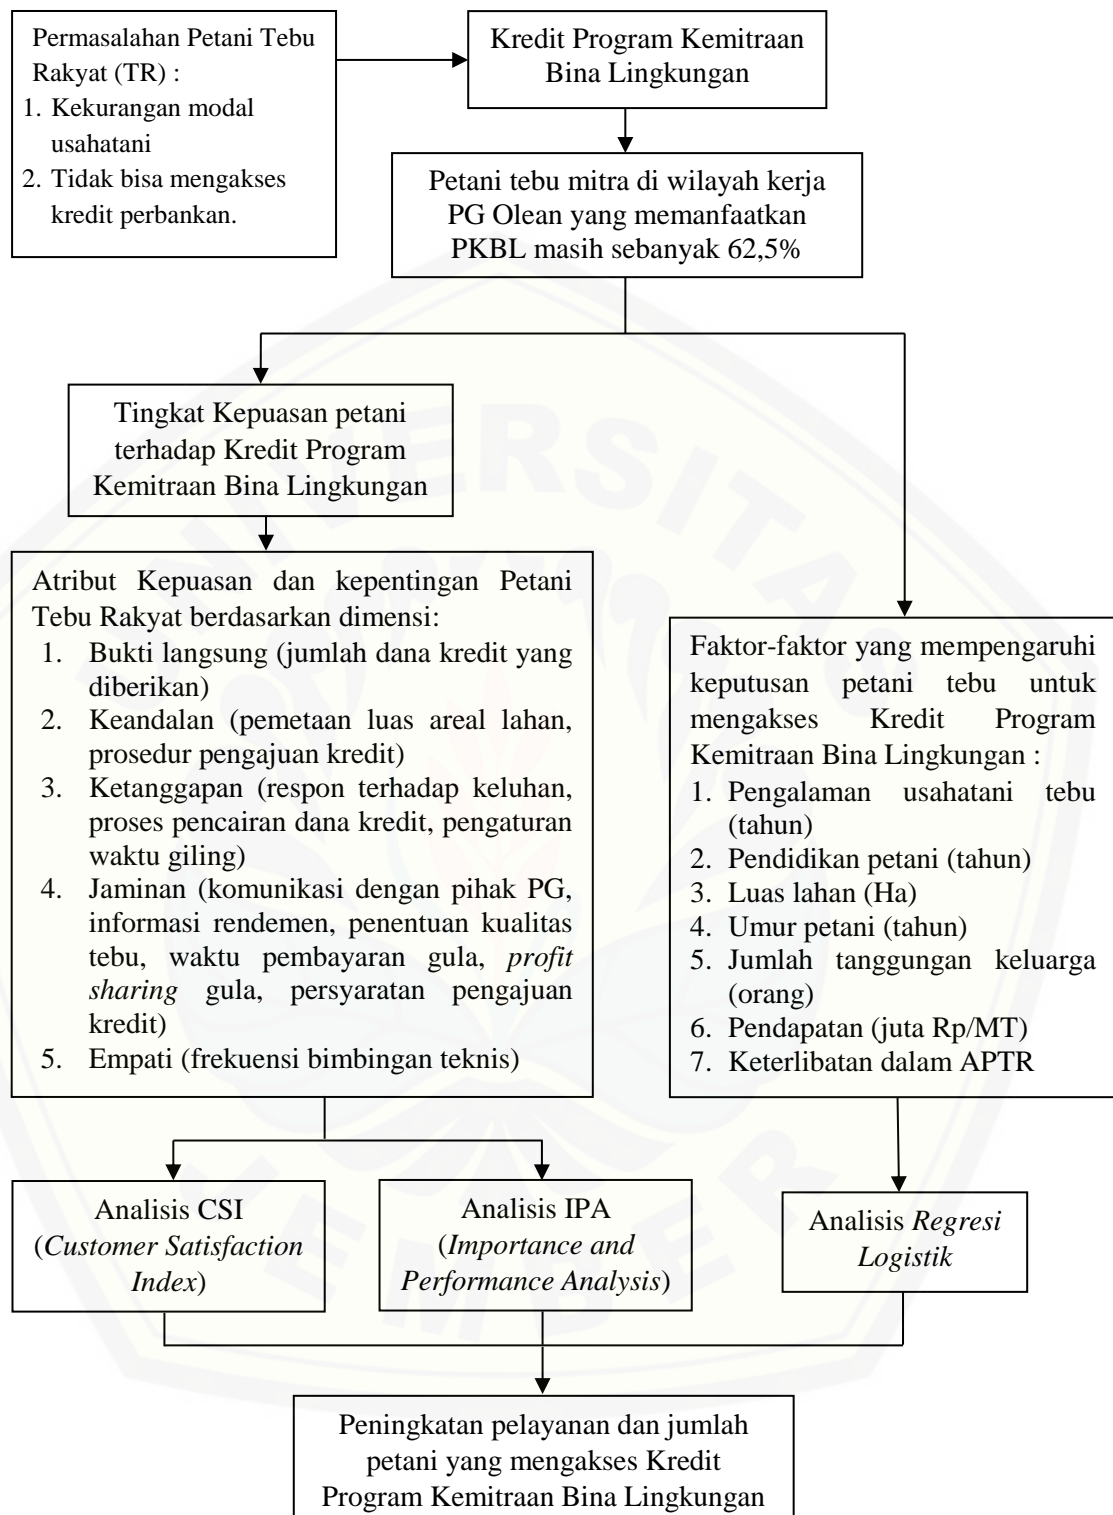 Permasalahan Petani Tebu
Rakyat (TR) :
1. Kekurangan modal
usahatani
2. Tidak bisa mengakses
kredit perbankan.
Kredit Program Kemitraan
Bina Lingkungan
Petani tebu mitra di wilayah kerja
PG Olean yang memanfaatkan
PKBL masih sebanyak 62,5%
Tingkat Kepuasan petani
terhadap Kredit Program
Kemitraan Bina Lingkungan
Atribut Kepuasan dan kepentingan Petani
Tebu Rakyat berdasarkan dimensi:
1. Bukti langsung (jumlah dana kredit yang
diberikan)
2. Keandalan (pemetaan luas areal lahan,
prosedur pengajuan kredit)
3. Ketanggapan (respon terhadap keluhan,
proses pencairan dana kredit, pengaturan
waktu giling)
4. Jaminan (komunikasi dengan pihak PG,
informasi rendemen, penentuan kualitas
tebu, waktu pembayaran gula, profit
sharing gula, persyaratan pengajuan
kredit)
5. Empati (frekuensi bimbingan teknis)
Faktor-faktor yang mempengaruhi
keputusan petani tebu untuk
mengakses Kredit Program
Kemitraan Bina Lingkungan :
1. Pengalaman usahatani tebu
(tahun)
2. Pendidikan petani (tahun)
3. Luas lahan (Ha)
4. Umur petani (tahun)
5. Jumlah tanggungan keluarga
(orang)
6. Pendapatan (juta Rp/MT)
7. Keterlibatan dalam APTR
Analisis CSI
(Customer Satisfaction
Index)
Analisis IPA
(Importance and
Performance Analysis)
Analisis Regresi
Logistik
Peningkatan pelayanan dan jumlah
petani yang mengakses Kredit
Program Kemitraan Bina Lingkungan
UNIVERSITAS
JEMBER